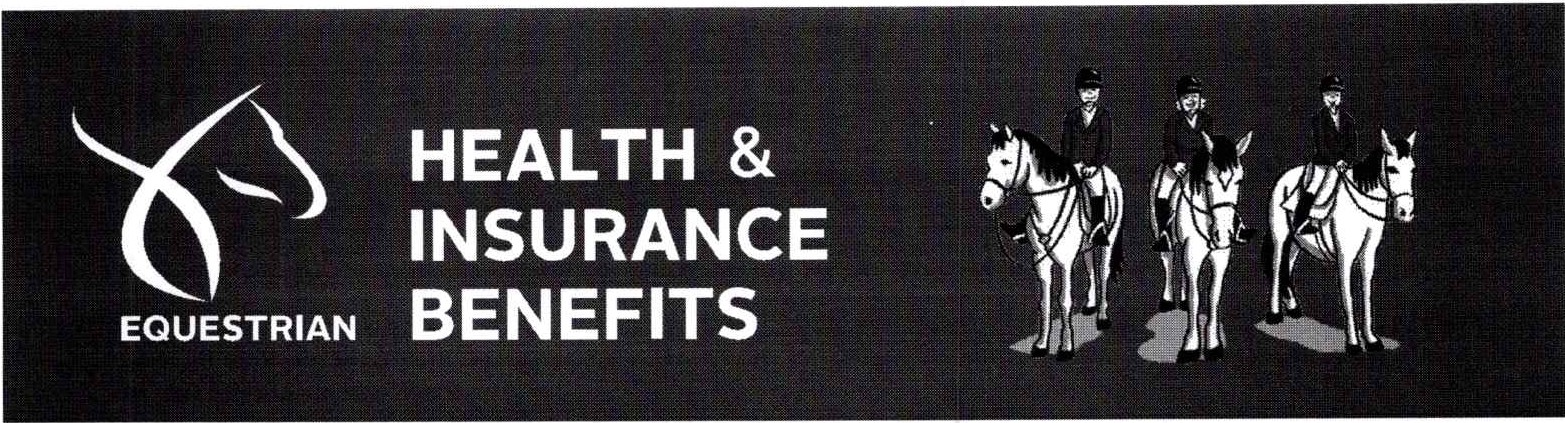 EQUESTRIAN
HEALTH &
INSURANCE
BENEFITS